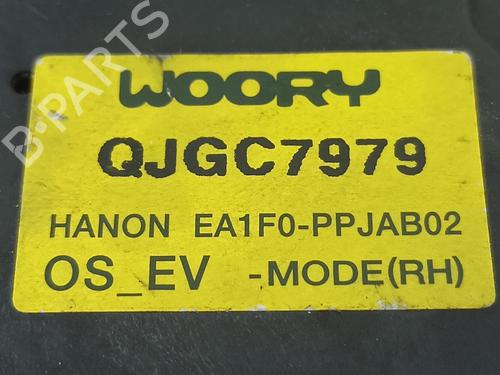 B-PARTS
WOORY
QJGC7979
HANON EA1F0-PPJAB02
OS_EV -MODE(RH)